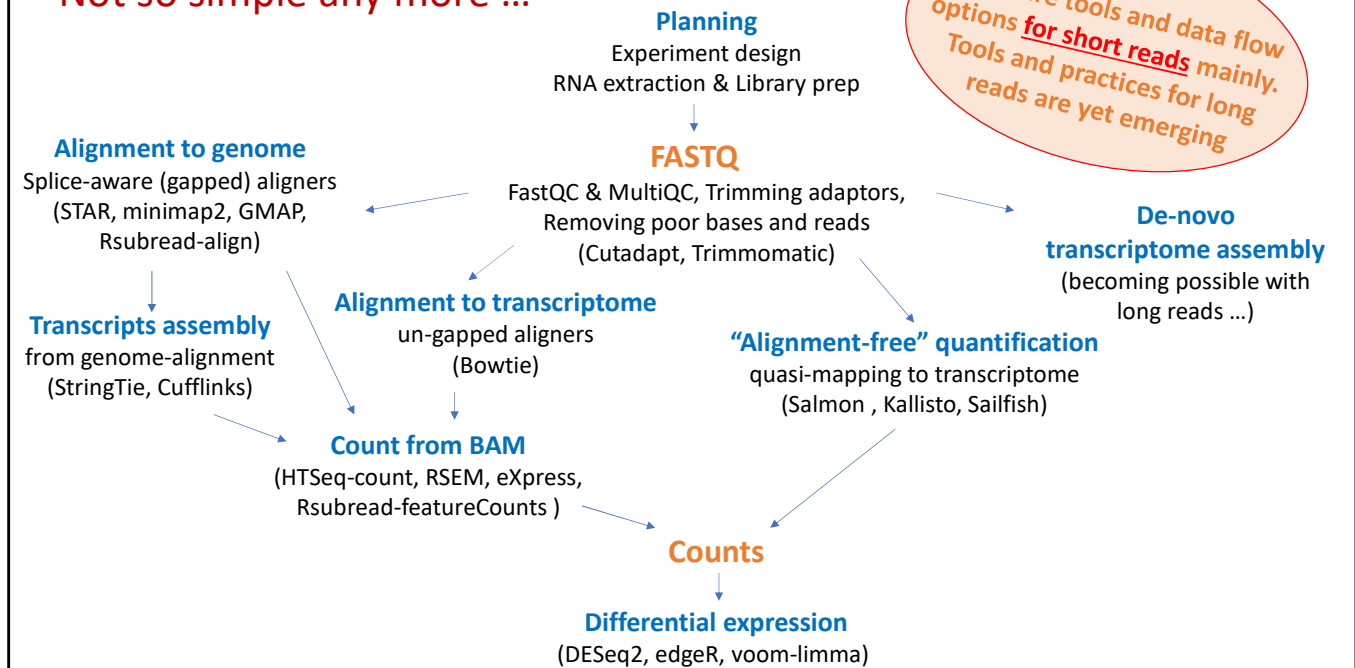 Not so simple any more …
Planning
Experiment design
RNA extraction & Library prep
tools and data flow
options for short reads mainly.
Tools and practices for long
reads are yet emerging
FASTQ
FastQC & MultiQC, Trimming adaptors,
Removing poor bases and reads
(Cutadapt, Trimmomatic)
Alignment to genome
Splice-aware (gapped) aligners
(STAR, minimap2, GMAP,
Rsubread-align)
De-novo
transcriptome assembly
(becoming possible with
long reads …)
Transcripts assembly
from genome-alignment
(StringTie, Cufflinks)
Alignment to transcriptome
un-gapped aligners
(Bowtie)
“Alignment-free” quantification
quasi-mapping to transcriptome
(Salmon , Kallisto, Sailfish)
Count from BAM
(HTSeq-count, RSEM, eXpress,
Rsubread-featureCounts )
Counts
Differential expression
(DESeq2, edgeR, voom-limma)